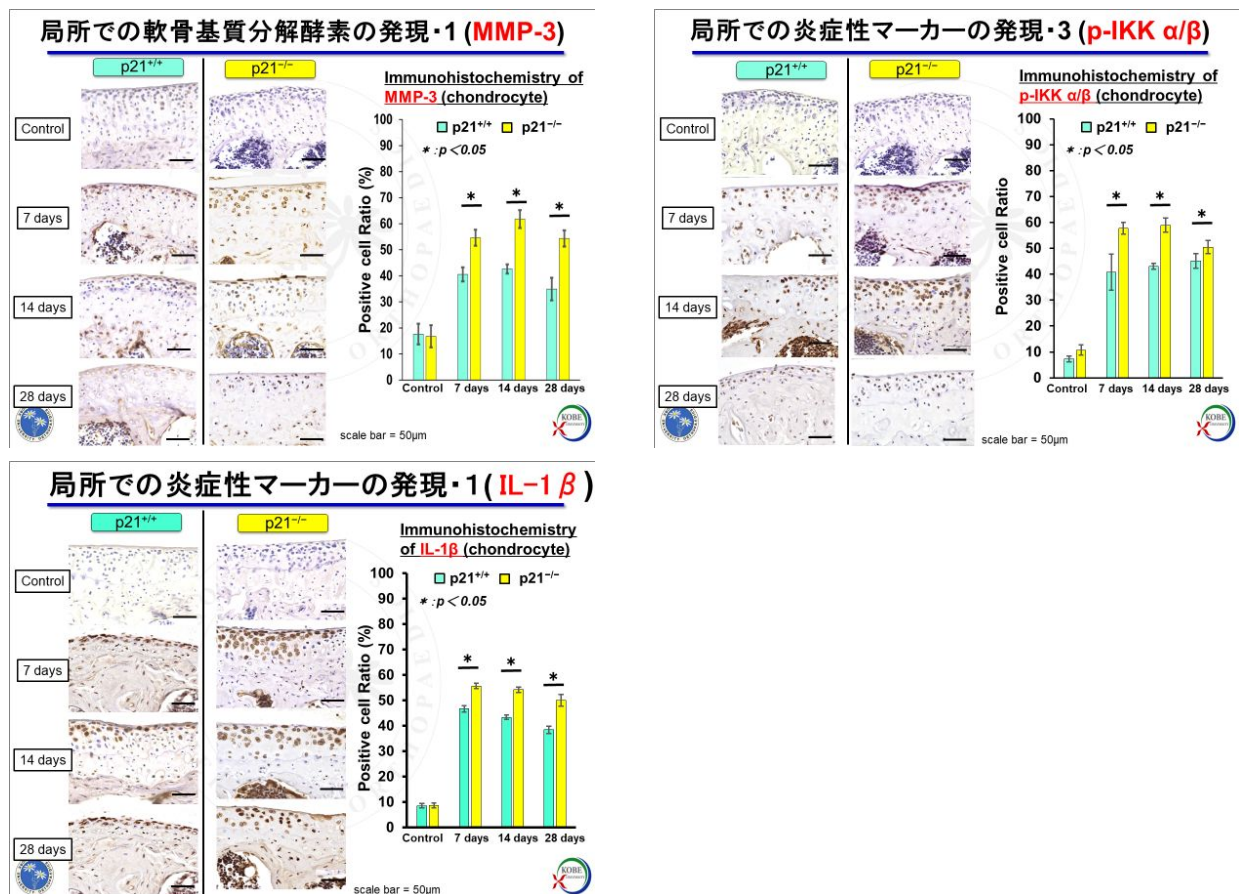 局所での軟骨基質分解酵素の発現・1 (MMP-3)
p21+/+
p21−/−
Control
7 days
14 days
28 days
Immunohistochemistry of
MMP-3 (chondrocyte)
p21+/+ p21−/−
* : p＜0.05
Positive cell Ratio (%)
100
90
80
70
60
50
40
30
20
10
0
*
*
*
Control 7 days 14 days 28 days
scale bar = 50μm
KOBE
局所での炎症性マーカーの発現・3 (p-IKK α/β)
p21+/+
p21−/−
Control
7 days
14 days
28 days
Immunohistochemistry of
p-IKK α/β (chondrocyte)
p21+/+ p21−/−
* : p＜0.05
Positive cell Ratio
100
90
80
70
60
50
40
30
20
10
0
*
*
*
Control 7 days 14 days 28 days
scale bar = 50μm
KOBE
局所での炎症性マーカーの発現・1 ( IL−1 β )
p21+/+
p21−/−
Control
7 days
14 days
28 days
Immunohistochemistry
of IL-1β (chondrocyte)
p21+/+ p21−/−
* : p＜0.05
Positive cell Ratio (%)
100
90
80
70
60
50
40
30
20
10
0
*
*
*
Control 7 days 14 days 28 days
scale bar = 50μm
KOBE